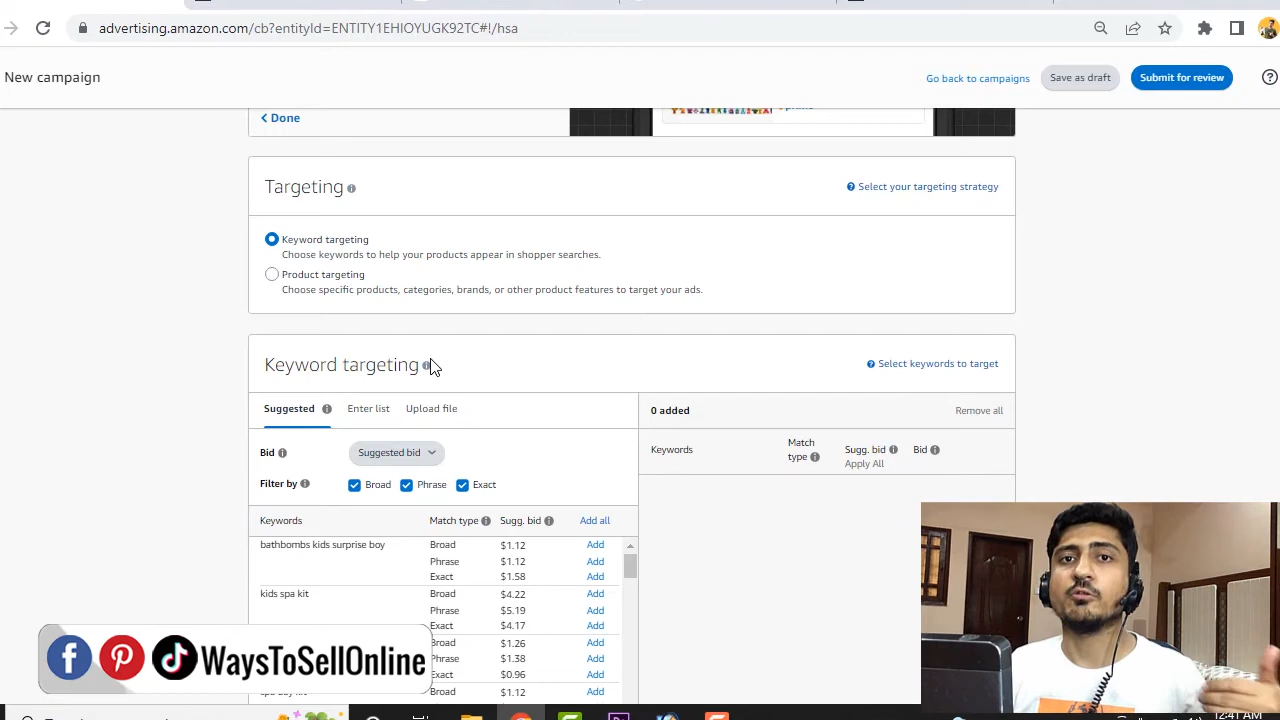 advertising.amazon.com/cb?entityId=ENTITY1EHIOYUGK92TC#!/hsa
New campaign
Go back to campaigns
Save as draft
Submit for review
Done
Targeting
Select your targeting strategy
Keyword targeting
Choose keywords to help your products appear in shopper searches.
Product targeting
Choose specific products, categories, brands, or other product features to target your ads.
Keyword targeting
Select keywords to target
Suggested Enter list Upload file
0 added Remove all
Bid Suggested bid
Keywords Match type Sugg. bid Bid
Apply All
Filter by Broad Phrase Exact
Keywords Match type Sugg. bid Add all
bathbombs kids surprise boy Broad $1.12 Add
Phrase $1.12 Add
Exact $1.58 Add
kids spa kit Broad $4.22 Add
Phrase $5.19 Add
Exact $4.17 Add
Broad $1.26 Add
Phrase $1.38 Add
Exact $0.96 Add
Broad $1.12 Add
WaysToSellOnline
12:41 AM